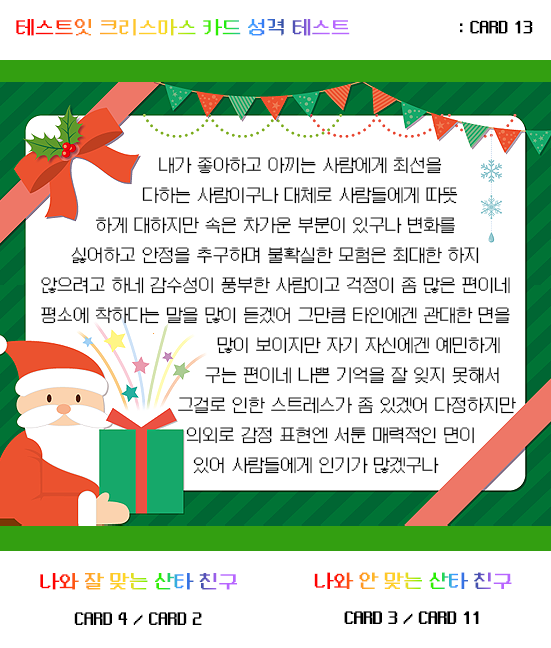 테스트잇 크리스마스 카드 성격 테스트
: CARD 13
내가 좋아하고 아끼는 사람에게 최선을
다하는 사람이구나 대체로 사람들에게 따뜻
하게 대하지만 속은 차가운 부분이 있구나 변화를
싫어하고 안정을 추구하며 불확실한 모험은 최대한 하지
않으려고 하네 감수성이 풍부한 사람이고 걱정이 좀 많은 편이네
평소에 착하다는 말을 많이 듣겠어 그만큼 타인에겐 관대한 면을
많이 보이지만 자기 자신에겐 예민하게
구는 편이네 나쁜 기억을 잘 잊지 못해서
그걸로 인한 스트레스가 좀 있겠어 다정하지만
의외로 감정 표현엔 서툰 매력적인 면이
있어 사람들에게 인기가 많겠구나
나와 잘 맞는 산타 친구
CARD 4 / CARD 2
나와 안 맞는 산타 친구
CARD 3 / CARD 11